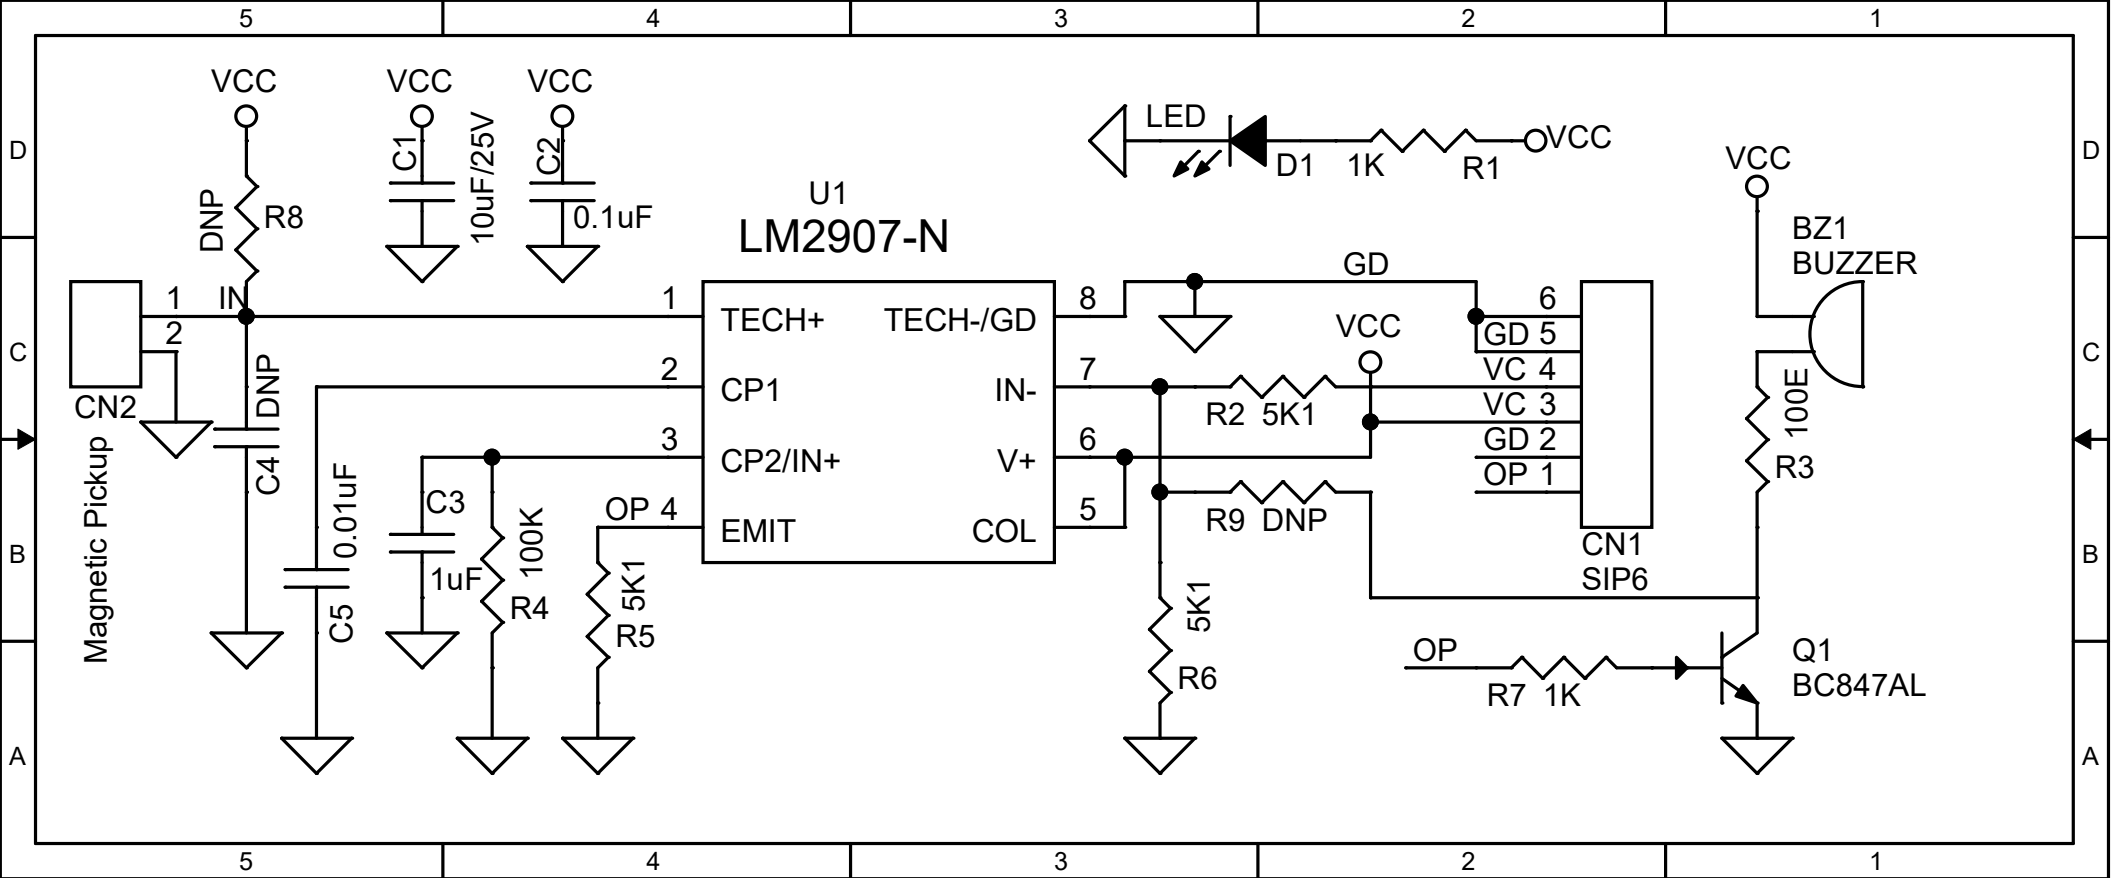 5 4 3 2 1
D
D
VCC
VCC
VCC
C1
10uF/25V
C2
0.1uF
LED
D1
1K
R1
VCC
VCC
DNP
R8
U1
LM2907-N
BZ1
BUZZER
GD
C
C
1
IN
2
CN2
Magnetic Pickup
DNP
C4
1
TECH+
TECH-/GD
8
2
CP1
IN-
7
3
CP2/IN+
V+
6
OP 4
EMIT
COL
5
VCC
6
GD 5
VC 4
VC 3
GD 2
OP 1
CN1
SIP6
R2 5K1
R9 DNP
100E
R3
B
B
0.01uF
C5
C3
1uF
100K
R4
5K1
R5
5K1
R6
OP
R7 1K
Q1
BC847AL
A
A
5 4 3 2 1